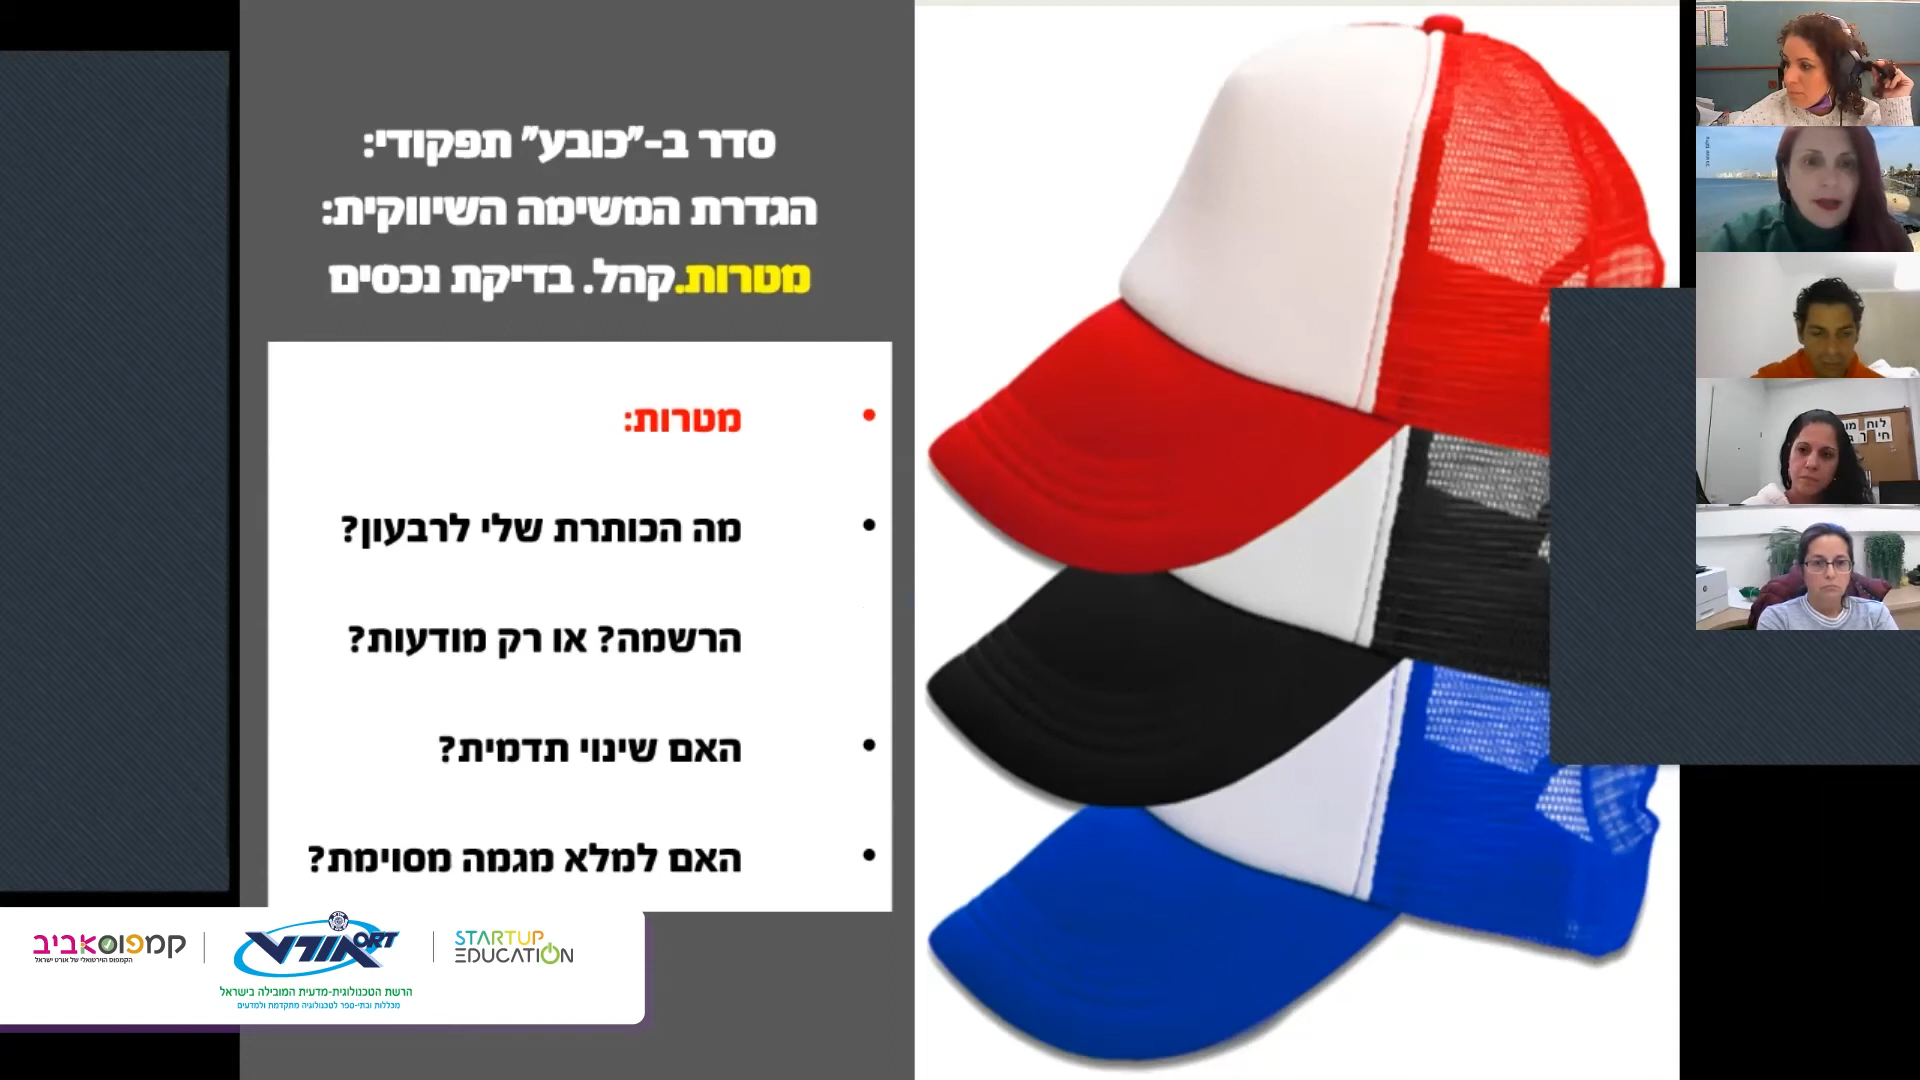 סדר ב-"כובע" תפקודי:
הגדרת המשימה השיווקית:
מטרות.קהל. בדיקת נכסים
מטרות:
מה הכותרת שלי לרבעון?
הרשמה? או רק מודעות?
האם שינוי תדמית?
האם למלא מגמה מסוימת?
קמפוס אביב
הקמפוס הוירטואלי של אורט ישראל
אורט ORT
הרשת הטכנולוגית-מדעית המובילה בישראל
מכללות ובתי-ספר לטכנולוגיה מתקדמת ולמדעים
STARTUP
EDUCATION